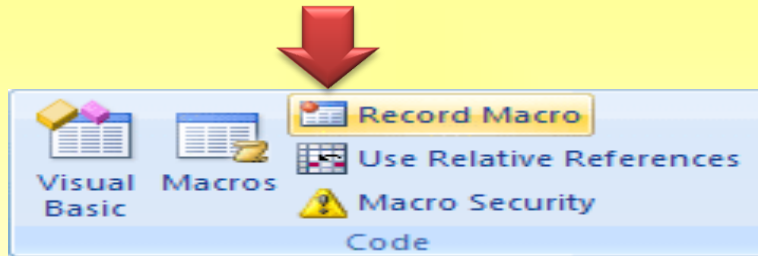 Record Macro
Use Relative References
Visual Basic
Macros
Macro Security
Code